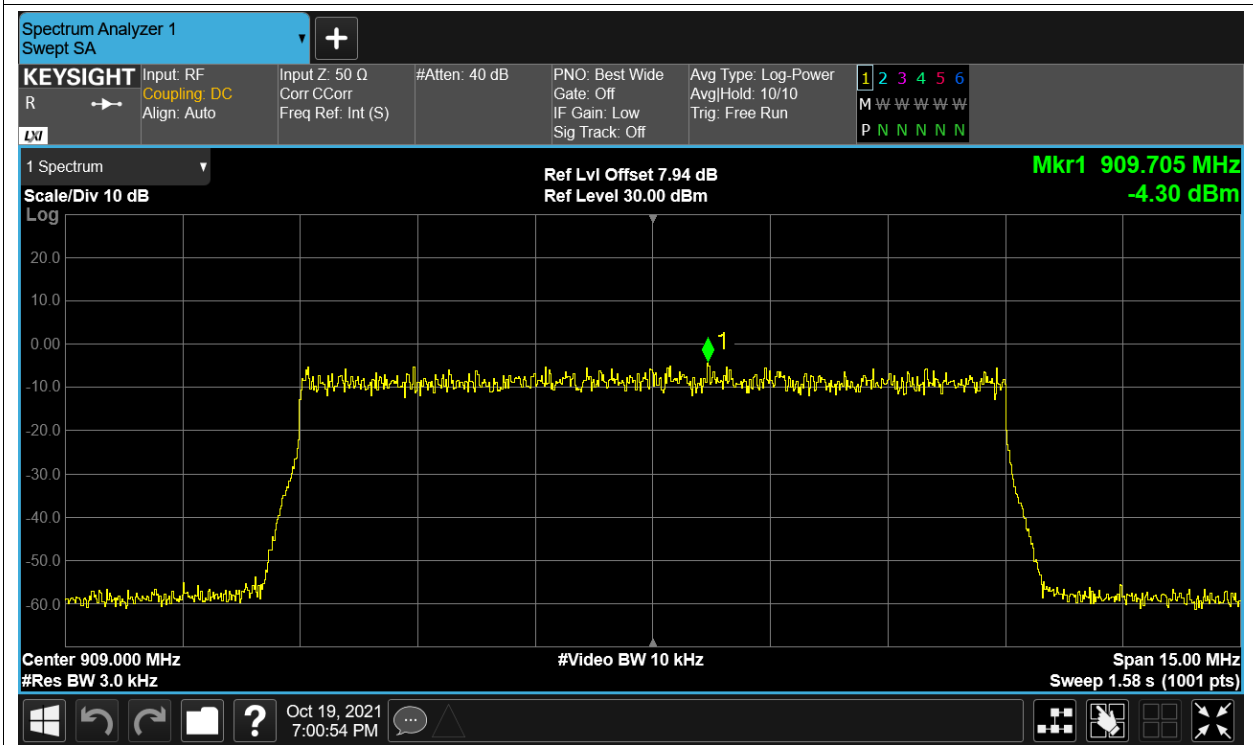 Spectrum Analyzer 1
Swept SA
KEYSIGHT
R
LXI
Input: RF
Coupling: DC
Align: Auto
Input Z: 50 Ω
Corr CCorr
Freq Ref: Int (S)
#Atten: 40 dB
PNO: Best Wide
Gate: Off
IF Gain: Low
Sig Track: Off
Avg Type: Log-Power
Avg|Hold: 10/10
Trig: Free Run
1 2 3 4 5 6
M W W W W W
P N N N N N
1 Spectrum
Scale/Div 10 dB
Log
Ref Lvl Offset 7.94 dB
Ref Level 30.00 dBm
Mkr1 909.705 MHz
-4.30 dBm
20.0
10.0
0.00
1
-10.0
-20.0
-30.0
-40.0
-50.0
-60.0
Center 909.000 MHz
#Res BW 3.0 kHz
#Video BW 10 kHz
Span 15.00 MHz
Sweep 1.58 s (1001 pts)
?
Oct 19, 2021
7:00:54 PM